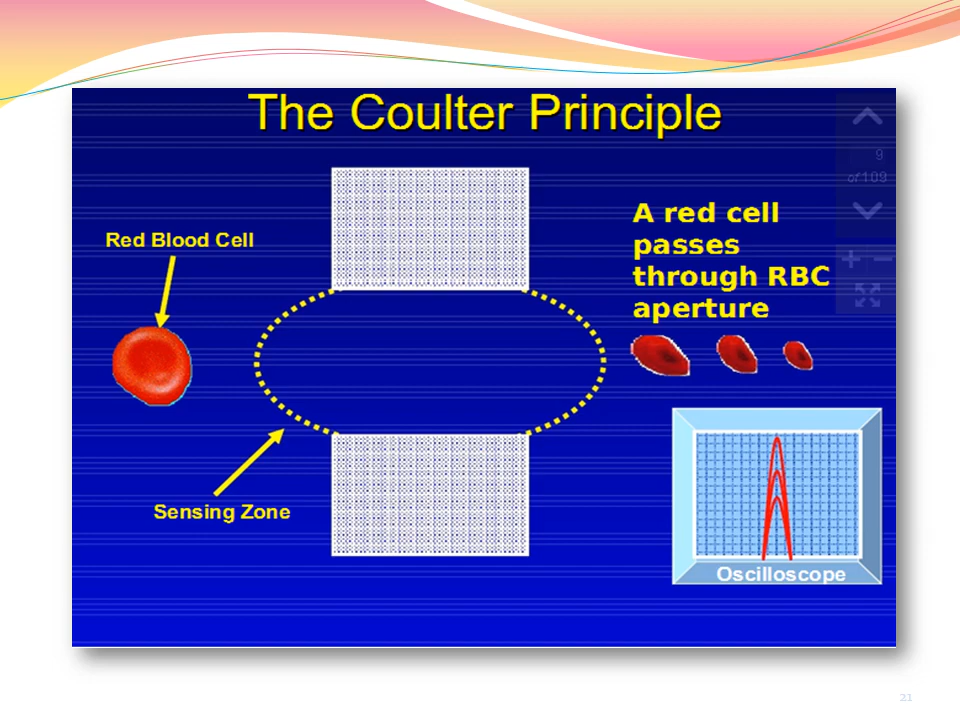 The Coulter Principle
9
of 109
Red Blood Cell
A red cell
passes
through RBC
aperture
Sensing Zone
Oscilloscope
21